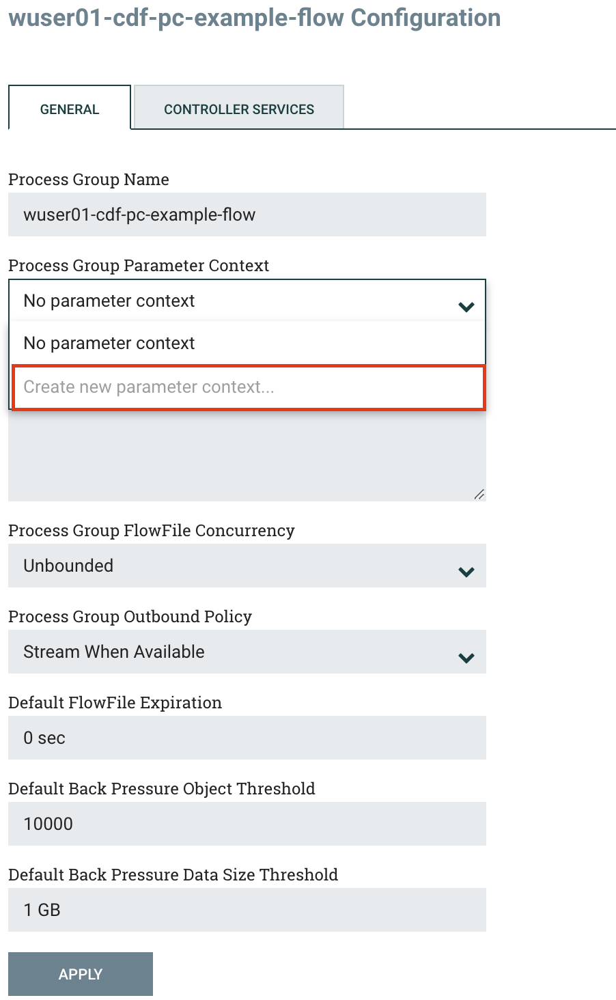 wuser01-cdf-pc-example-flow Configuration
GENERAL
CONTROLLER SERVICES
Process Group Name
wuser01-cdf-pc-example-flow
Process Group Parameter Context
No parameter context
No parameter context
Create new parameter context...
Process Group FlowFile Concurrency
Unbounded
Process Group Outbound Policy
Stream When Available
Default FlowFile Expiration
0 sec
Default Back Pressure Object Threshold
10000
Default Back Pressure Data Size Threshold
1 GB
APPLY